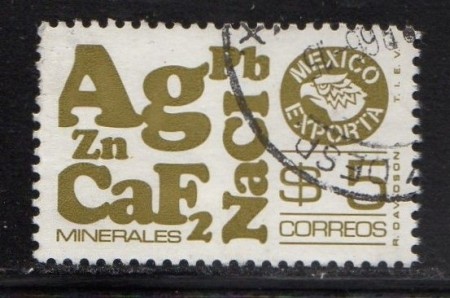 Ag
Pb
Zn
CaF2
NaCl
MINERALES
MEXICO
EXPORTA
$ 5
CORREOS
T.I.E.V.
R. DAVIDSON